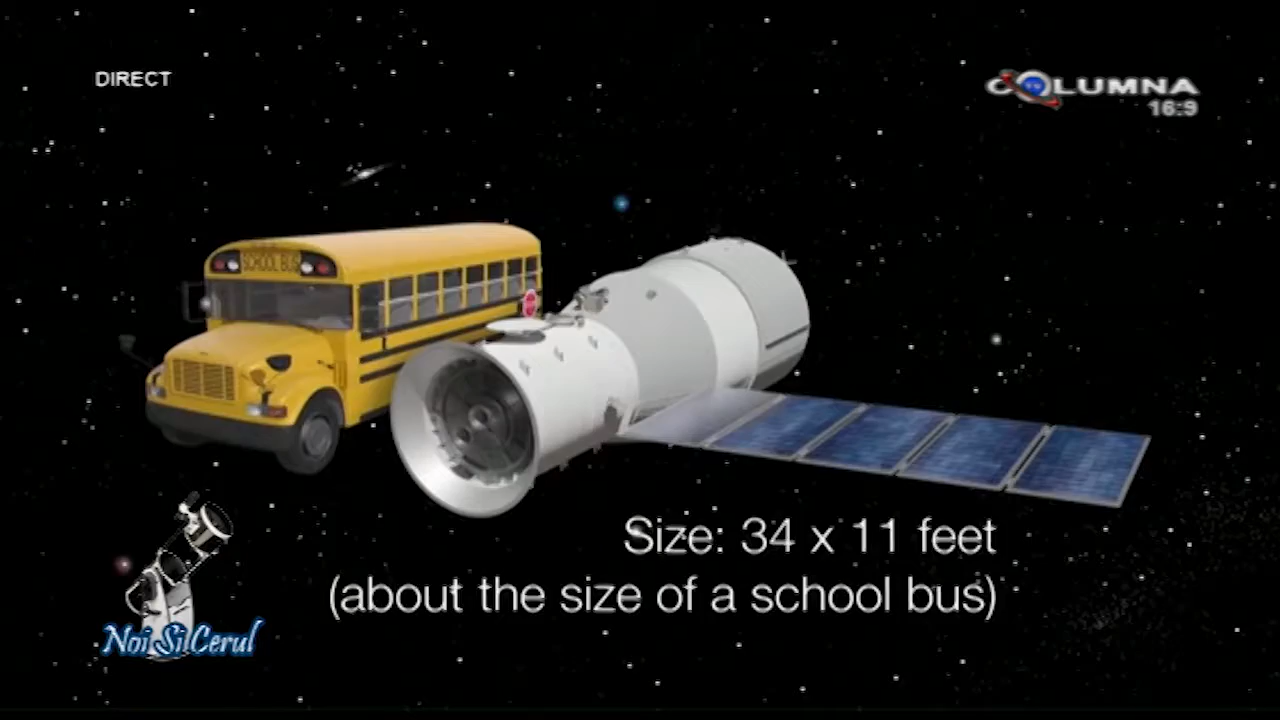 DIRECT
COLUMNA
TV
16:9
SCHOOL BUS
Size: 34 x 11 feet
(about the size of a school bus)
Noi Si Cerul